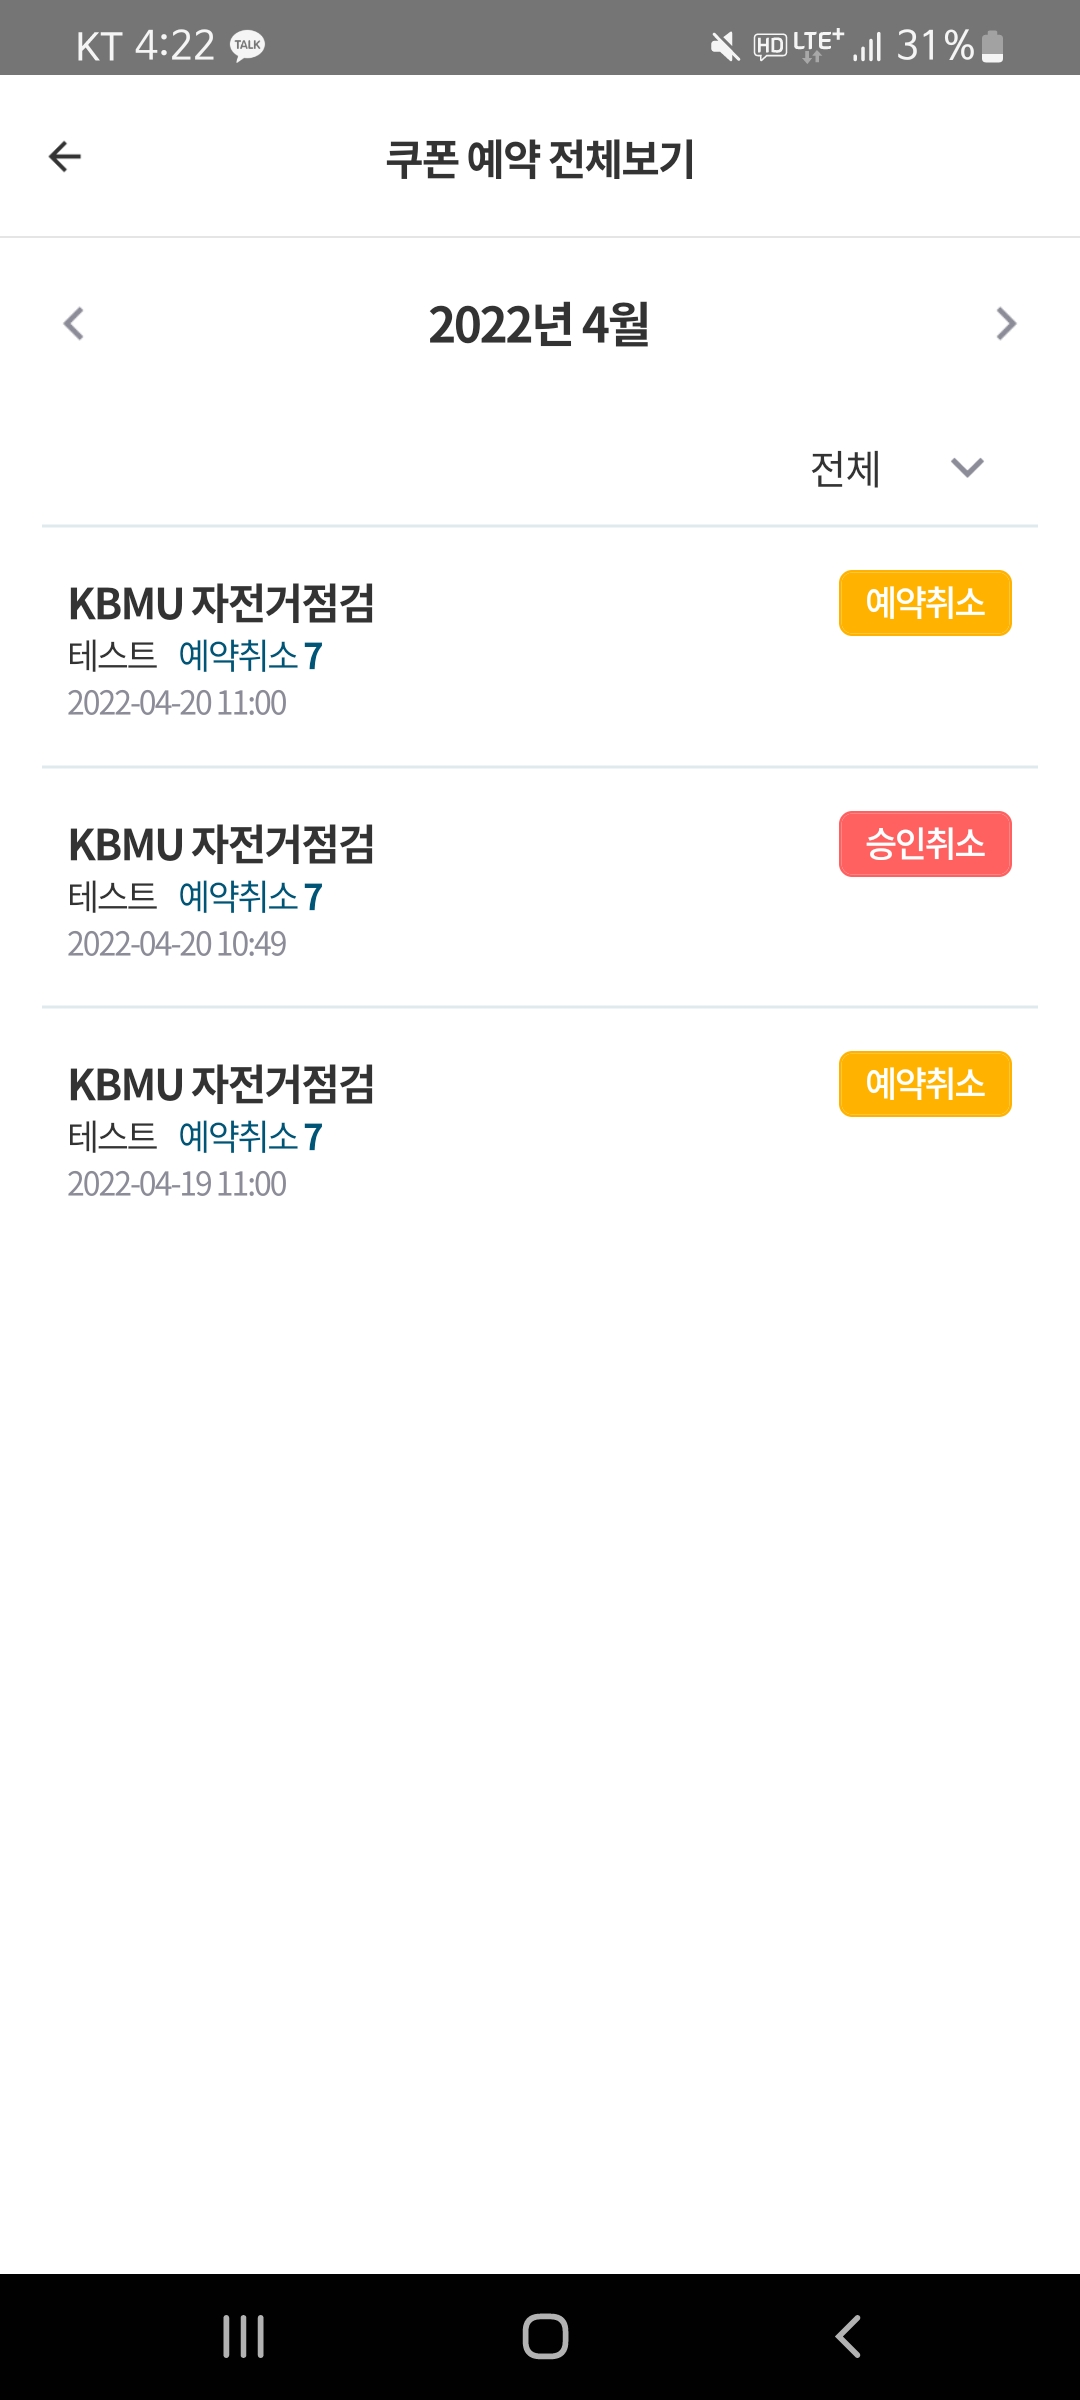 KT 4:22 TALK HD LTE+ 31%
쿠폰 예약 전체보기
2022년 4월
전체
KBMU 자전거점검 예약취소
테스트 예약취소 7
2022-04-20 11:00
KBMU 자전거점검 승인취소
테스트 예약취소 7
2022-04-20 10:49
KBMU 자전거점검 예약취소
테스트 예약취소 7
2022-04-19 11:00